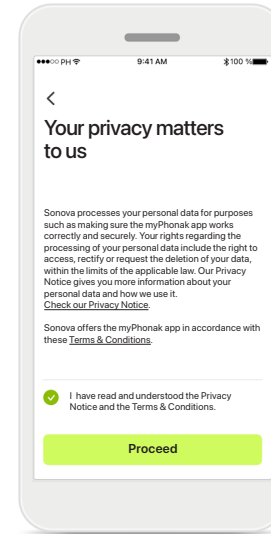 PH 9:41 AM 100 %
Your privacy matters
to us
Sonova processes your personal data for purposes
such as making sure the myPhonak app works
correctly and securely. Your rights regarding the
processing of your personal data include the right to
access, rectify or request the deletion of your data,
within the limits of the applicable law. Our Privacy
Notice gives you more information about your
personal data and how we use it.
Check our Privacy Notice.
Sonova offers the myPhonak app in accordance with
these Terms & Conditions.
I have read and understood the Privacy
Notice and the Terms & Conditions.
Proceed